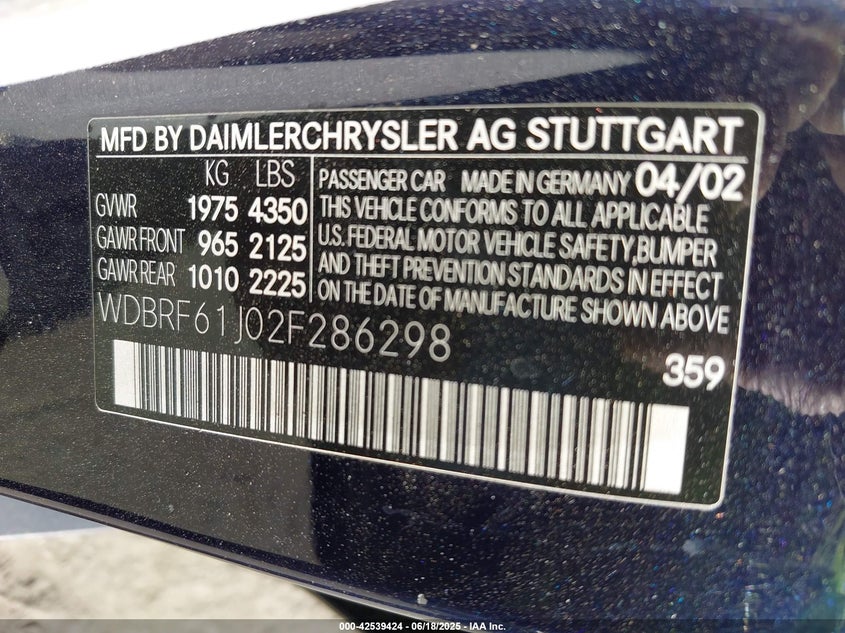 MFD BY DAIMLERCHRYSLER AG STUTTGART
KG LBS
GVWR 1975 4350
GAWR FRONT 965 2125
GAWR REAR 1010 2225
PASSENGER CAR MADE IN GERMANY 04/02
THIS VEHICLE CONFORMS TO ALL APPLICABLE
U.S. FEDERAL MOTOR VEHICLE SAFETY,BUMPER
AND THEFT PREVENTION STANDARDS IN EFFECT
ON THE DATE OF MANUFACTURE SHOWN ABOVE
WDBRF61J02F286298
359
000-42539424 - 06/18/2025 - IAA Inc.